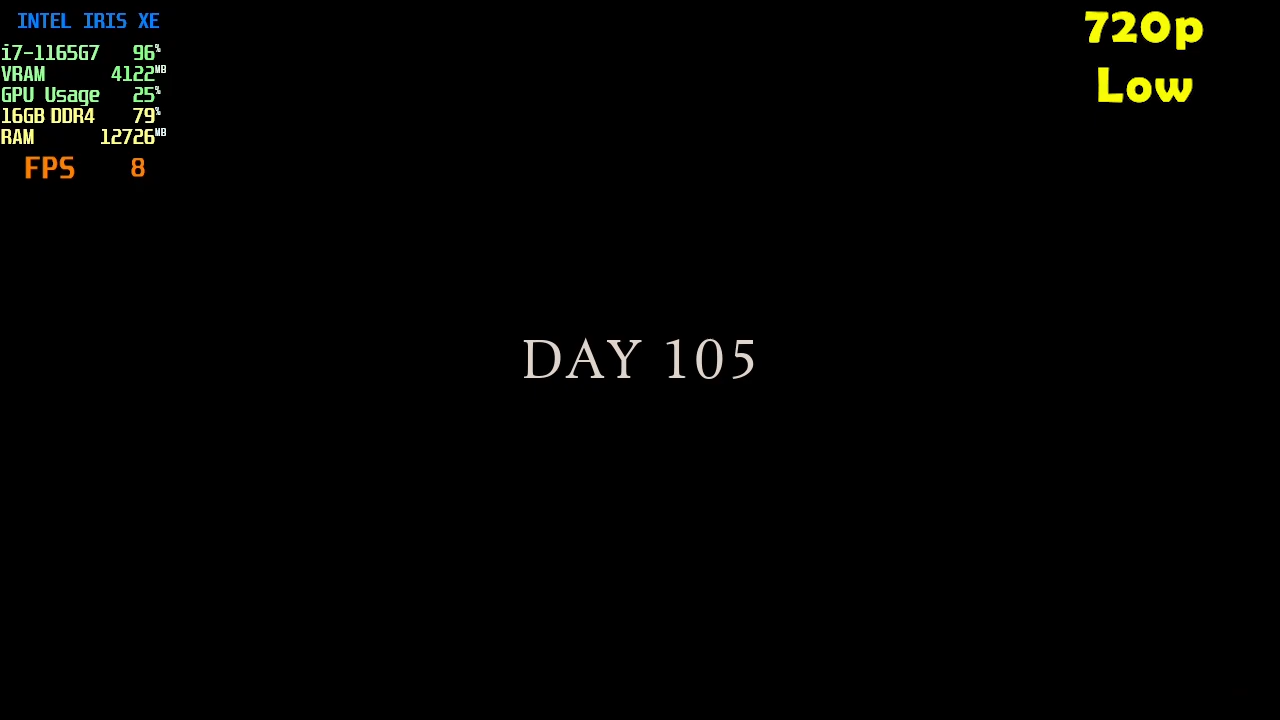 INTEL IRIS XE
i7-1165G7 96%
VRAM 4122MB
GPU Usage 25%
16GB DDR4 79%
RAM 12726MB
FPS 8
720p
Low
DAY 105